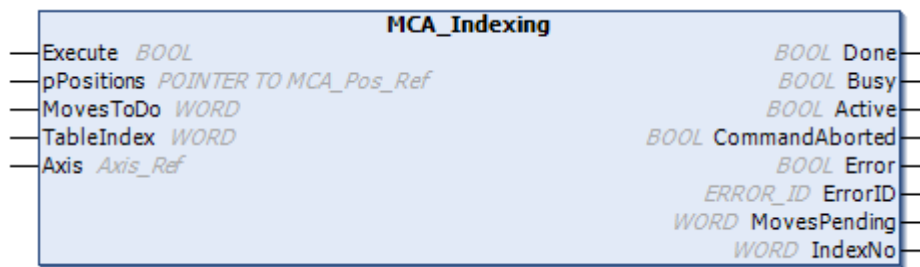 MCA_Indexing
Execute BOOL
BOOL Done
pPositions POINTER TO MCA_Pos_Ref
BOOL Busy
MovesToDo WORD
BOOL Active
TableIndex WORD
BOOL CommandAborted
Axis Axis_Ref
BOOL Error
ERROR_ID ErrorID
WORD MovesPending
WORD IndexNo